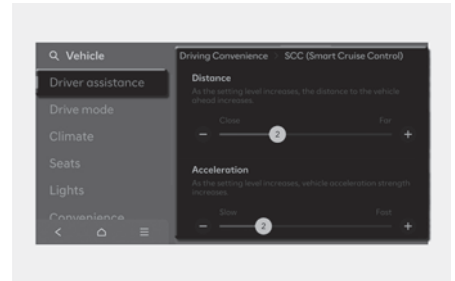 Vehicle
Driver assistance
Drive mode
Climate
Seats
Lights
Convenience
Driving Convenience > SCC (Smart Cruise Control)
Distance
As the setting level increases, the distance to the vehicle
ahead increases.
Close Far
− 2 +
Acceleration
As the setting level increases, vehicle acceleration strength
increases.
Slow Fast
− 2 +